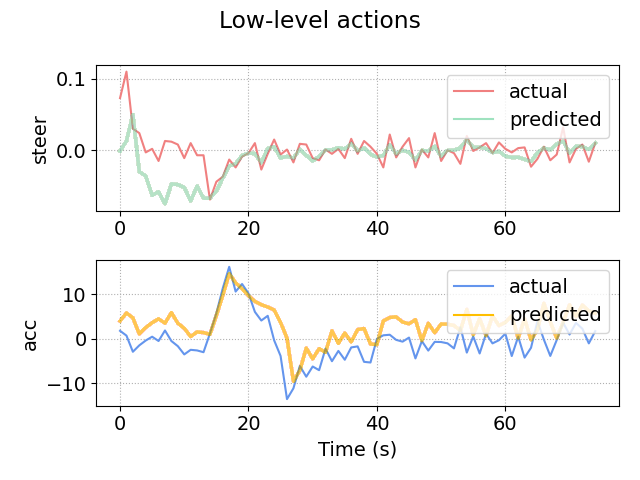 Low-level actions
0.1
0.0
steer
actual
predicted
0 20 40 60
10
0
−10
acc
actual
predicted
0 20 40 60
Time (s)